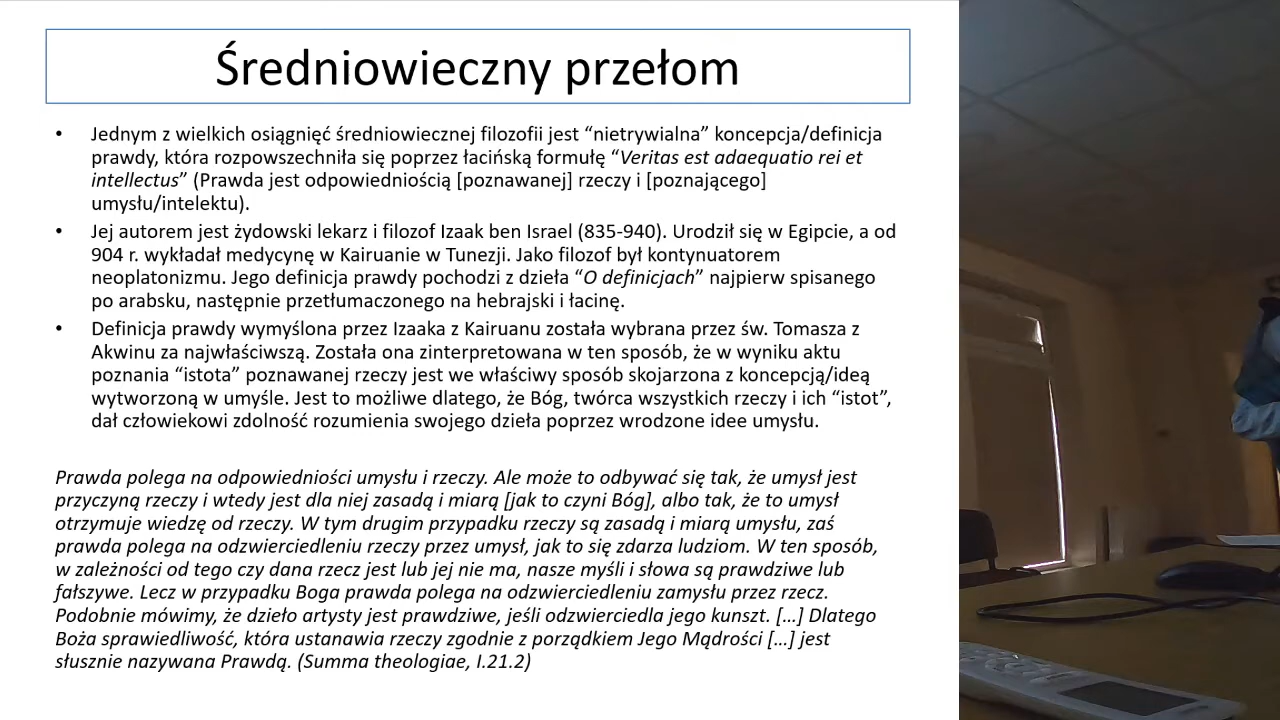 Średniowieczny przełom
• Jednym z wielkich osiągnięć średniowiecznej filozofii jest “nietrywialna” koncepcja/definicja
prawdy, która rozpowszechniła się poprzez łacińską formułę “Veritas est adaequatio rei et
intellectus” (Prawda jest odpowiedniością [poznawanej] rzeczy i [poznającego]
umysłu/intelektu).
• Jej autorem jest żydowski lekarz i filozof Izaak ben Israel (835-940). Urodził się w Egipcie, a od
904 r. wykładał medycynę w Kairuanie w Tunezji. Jako filozof był kontynuatorem
neoplatonizmu. Jego definicja prawdy pochodzi z dzieła “O definicjach” najpierw spisanego
po arabsku, następnie przetłumaczonego na hebrajski i łacinę.
• Definicja prawdy wymyślona przez Izaaka z Kairuanu została wybrana przez św. Tomasza z
Akwinu za najwłaściwszą. Została ona zinterpretowana w ten sposób, że w wyniku aktu
poznania “istota” poznawanej rzeczy jest we właściwy sposób skojarzona z koncepcją/ideą
wytworzoną w umyśle. Jest to możliwe dlatego, że Bóg, twórca wszystkich rzeczy i ich “istot”,
dał człowiekowi zdolność rozumienia swojego dzieła poprzez wrodzone idee umysłu.
Prawda polega na odpowiedniości umysłu i rzeczy. Ale może to odbywać się tak, że umysł jest
przyczyną rzeczy i wtedy jest dla niej zasadą i miarą [jak to czyni Bóg], albo tak, że to umysł
otrzymuje wiedzę od rzeczy. W tym drugim przypadku rzeczy są zasadą i miarą umysłu, zaś
prawda polega na odzwierciedleniu rzeczy przez umysł, jak to się zdarza ludziom. W ten sposób,
w zależności od tego czy dana rzecz jest lub jej nie ma, nasze myśli i słowa są prawdziwe lub
fałszywe. Lecz w przypadku Boga prawda polega na odzwierciedleniu zamysłu przez rzecz.
Podobnie mówimy, że dzieło artysty jest prawdziwe, jeśli odzwierciedla jego kunszt. […] Dlatego
Boża sprawiedliwość, która ustanawia rzeczy zgodnie z porządkiem Jego Mądrości […] jest
słusznie nazywana Prawdą. (Summa theologiae, I.21.2)